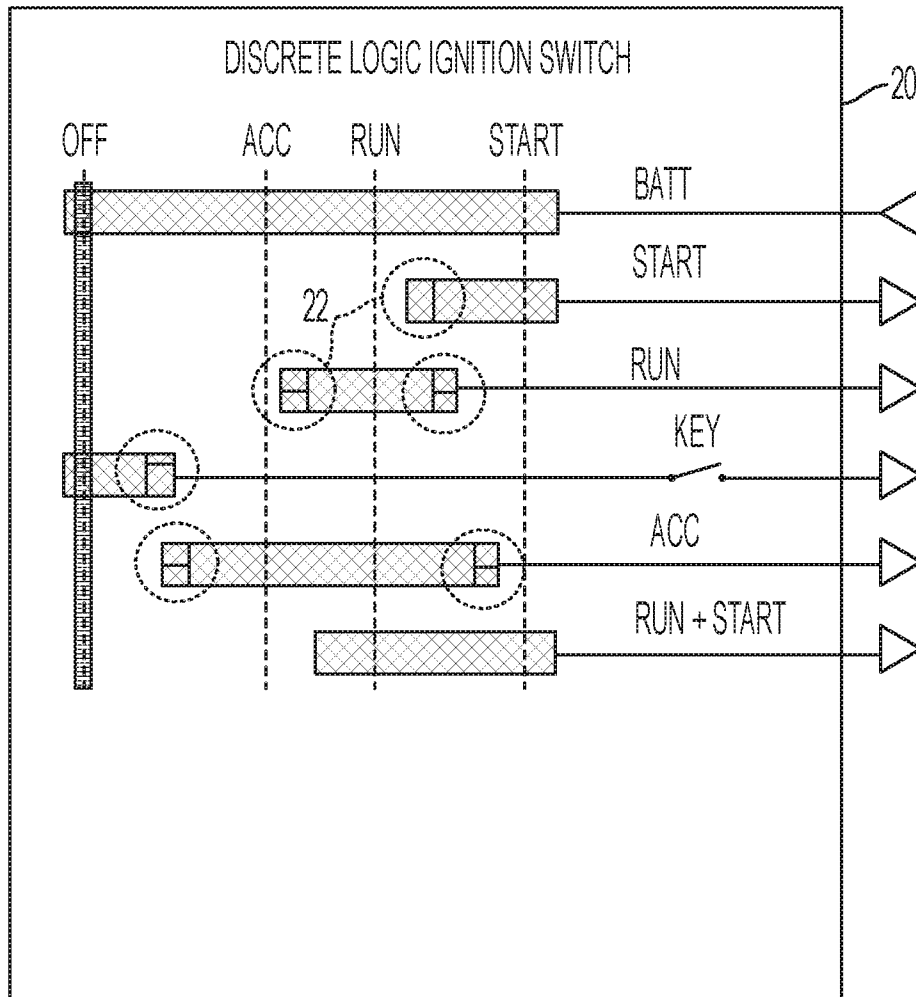 DISCRETE LOGIC IGNITION SWITCH
20
OFF ACC RUN START
BATT
START
22
RUN
KEY
ACC
RUN + START